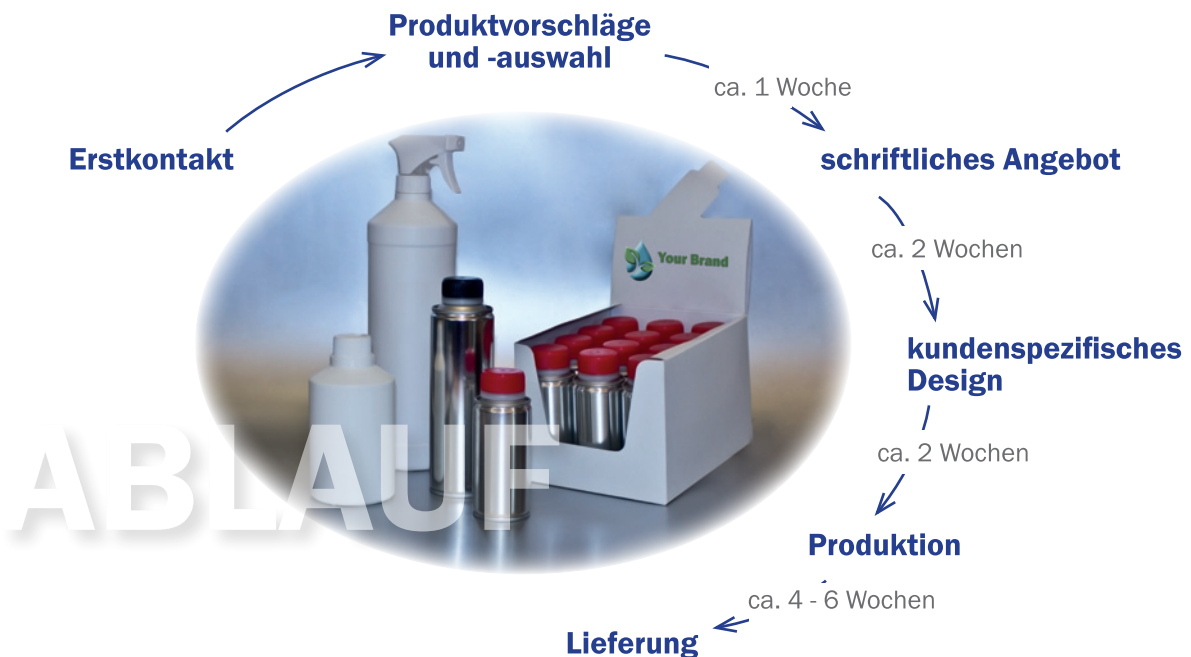 Produktvorschläge
und -auswahl
ca. 1 Woche
Erstkontakt
schriftliches Angebot
ca. 2 Wochen
Your Brand
kundenspezifisches
Design
ca. 2 Wochen
ABLAUF
Produktion
ca. 4 - 6 Wochen
Lieferung